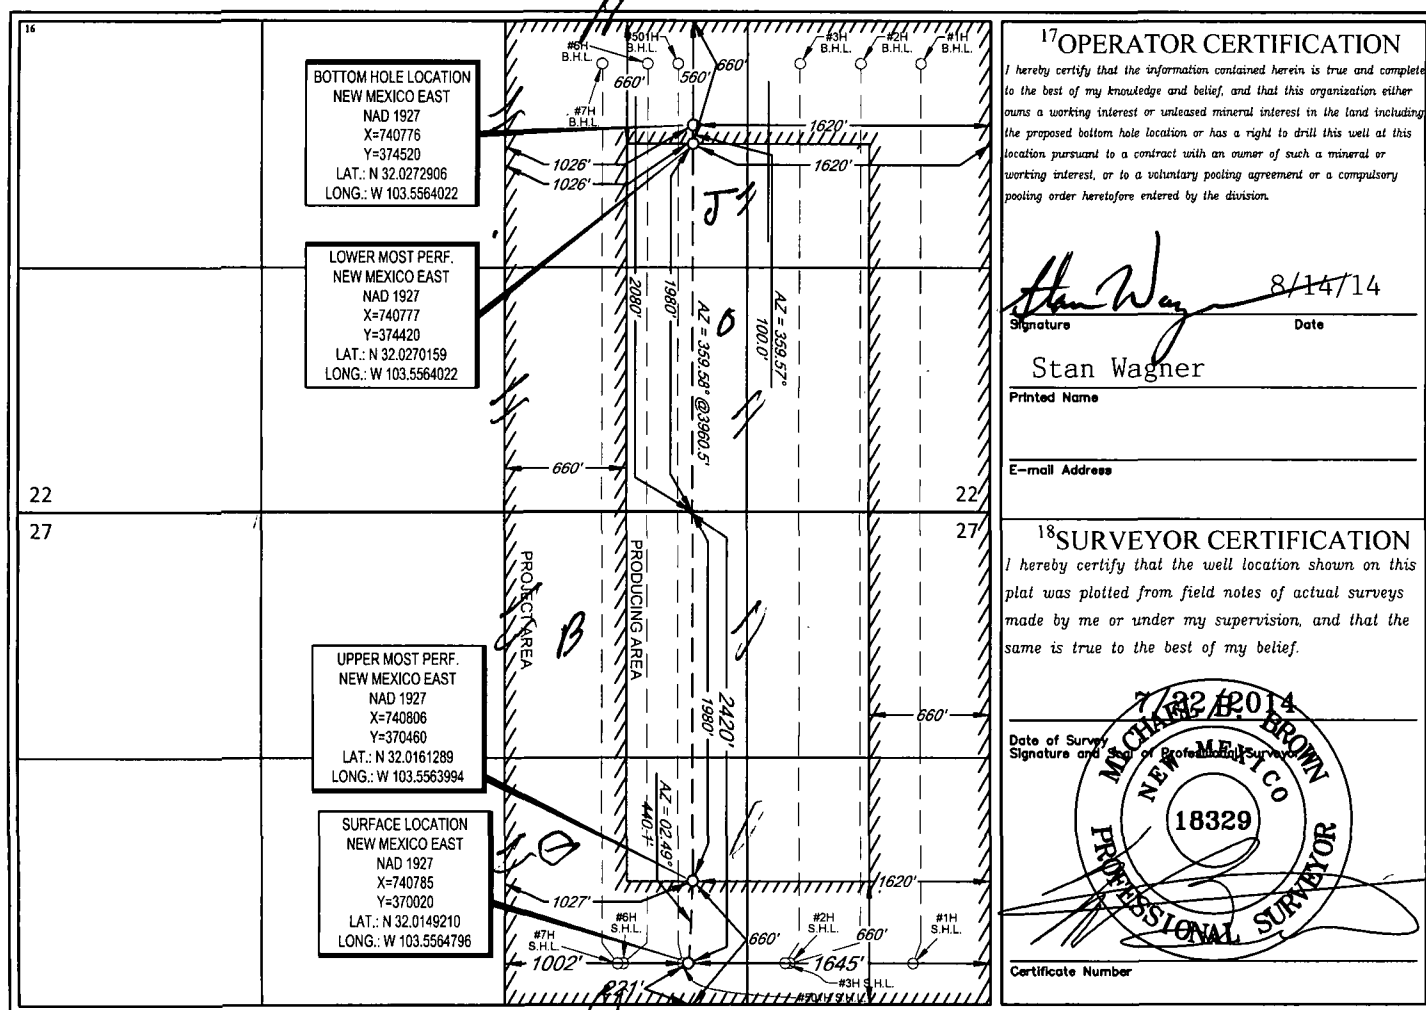 16
BOTTOM HOLE LOCATION
NEW MEXICO EAST
NAD 1927
X=740776
Y=374520
LAT.: N 32.0272906
LONG.: W 103.5564022
LOWER MOST PERF.
NEW MEXICO EAST
NAD 1927
X=740777
Y=374420
LAT.: N 32.0270159
LONG.: W 103.5564022
UPPER MOST PERF.
NEW MEXICO EAST
NAD 1927
X=740806
Y=370460
LAT.: N 32.0161289
LONG.: W 103.5563994
SURFACE LOCATION
NEW MEXICO EAST
NAD 1927
X=740785
Y=370020
LAT.: N 32.0149210
LONG.: W 103.5564796
22
27
22
27
#6H
B.H.L.
#501H
B.H.L.
#3H
B.H.L.
#2H
B.H.L.
#1H
B.H.L.
#7H
B.H.L.
660'
560'
660'
1620'
1026'
1026'
1620'
J
2080'
1980'
AZ = 359.58° @3960.5'
AZ = 359.57°
100.0'
660'
PROJECT AREA
PRODUCING AREA
B
2420'
1980'
660'
AZ = 02.49°
440.1'
1620'
1027'
#7H
S.H.L.
#6H
S.H.L.
660'
#2H
S.H.L.
660'
#1H
S.H.L.
1002'
1645'
#3H S.H.L.
#501H S.H.L.
221'
17 OPERATOR CERTIFICATION
I hereby certify that the information contained herein is true and complete
to the best of my knowledge and belief, and that this organization either
owns a working interest or unleased mineral interest in the land including
the proposed bottom hole location or has a right to drill this well at this
location pursuant to a contract with an owner of such a mineral or
working interest, or to a voluntary pooling agreement or a compulsory
pooling order heretofore entered by the division.
Stan Wagner 8/14/14
Signature Date
Stan Wagner
Printed Name
E-mail Address
18 SURVEYOR CERTIFICATION
I hereby certify that the well location shown on this
plat was plotted from field notes of actual surveys
made by me or under my supervision, and that the
same is true to the best of my belief.
7/22/2014
Date of Survey
Signature and Seal of Professional Surveyor
MICHAEL B. BROWN
NEW MEXICO
18329
PROFESSIONAL SURVEYOR
Certificate Number